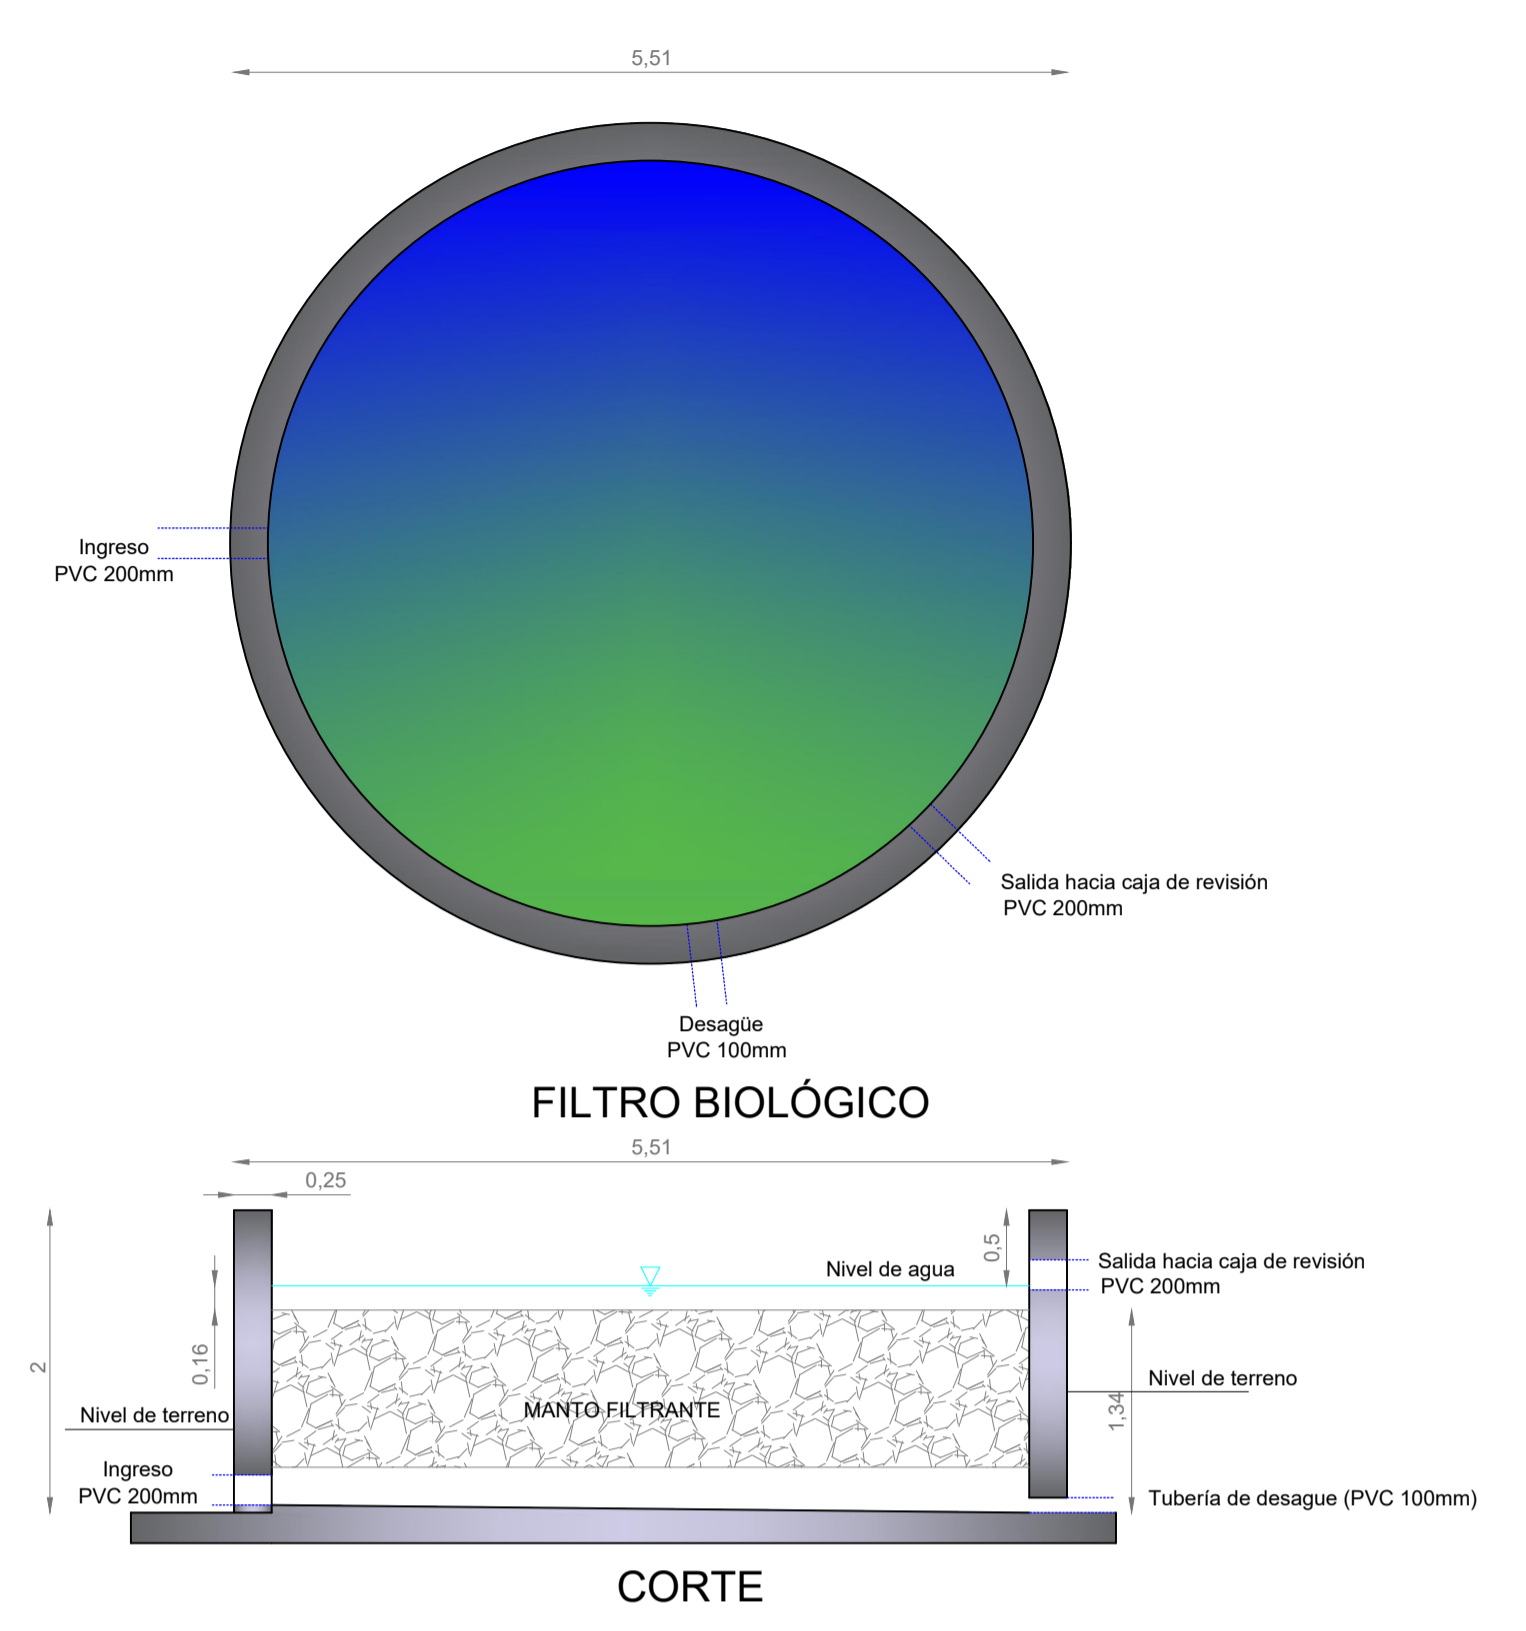 5,51
Ingreso
PVC 200mm
Salida hacia caja de revisión
PVC 200mm
Desagüe
PVC 100mm
FILTRO BIOLÓGICO
5,51
0,25
0,5
Nivel de agua
Salida hacia caja de revisión
PVC 200mm
0,16
2
Nivel de terreno
1,34
MANTO FILTRANTE
Nivel de terreno
Ingreso
PVC 200mm
Tubería de desague (PVC 100mm)
CORTE